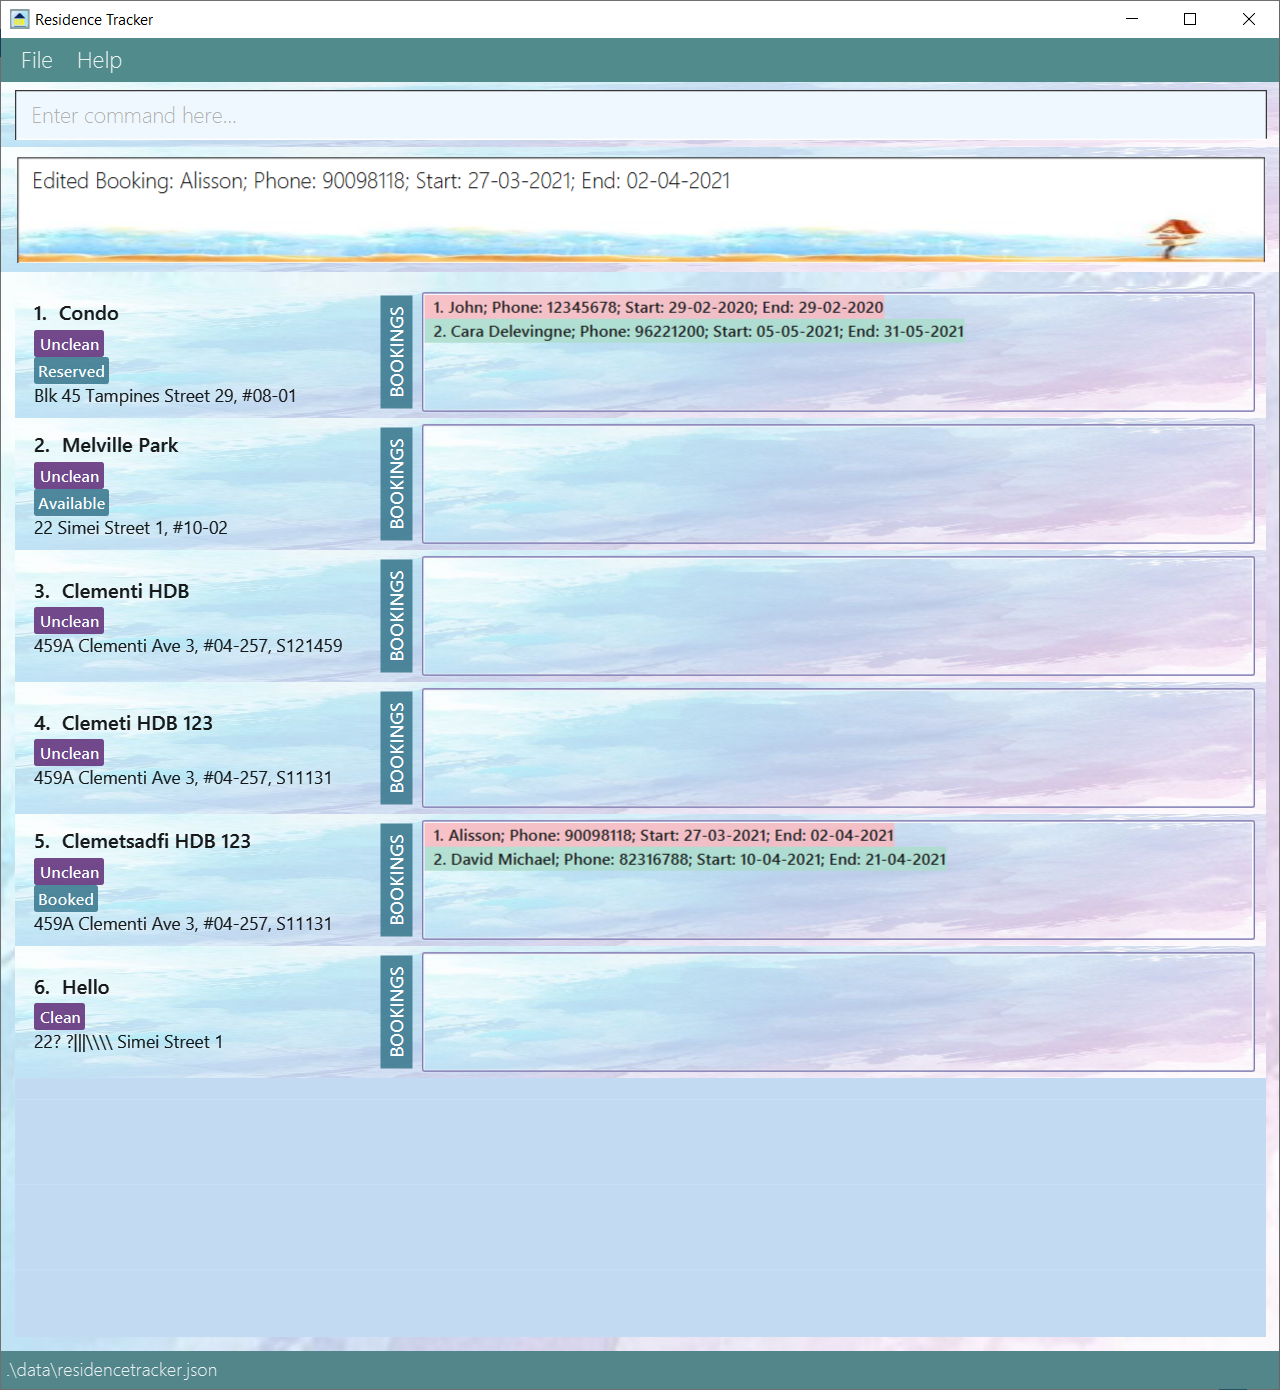 Residence Tracker
File Help
Enter command here...
Edited Booking: Alisson; Phone: 90098118; Start: 27-03-2021; End: 02-04-2021
1. Condo
Unclean
Reserved
Blk 45 Tampines Street 29, #08-01
BOOKINGS
1. John; Phone: 12345678; Start: 29-02-2020; End: 29-02-2020
2. Cara Delevingne; Phone: 96221200; Start: 05-05-2021; End: 31-05-2021
2. Melville Park
Unclean
Available
22 Simei Street 1, #10-02
BOOKINGS
3. Clementi HDB
Unclean
459A Clementi Ave 3, #04-257, S121459
BOOKINGS
4. Clemeti HDB 123
Unclean
459A Clementi Ave 3, #04-257, S11131
BOOKINGS
5. Clemetsadfi HDB 123
Unclean
Booked
459A Clementi Ave 3, #04-257, S11131
BOOKINGS
1. Alisson; Phone: 90098118; Start: 27-03-2021; End: 02-04-2021
2. David Michael; Phone: 82316788; Start: 10-04-2021; End: 21-04-2021
6. Hello
Clean
22? ?|||\\\\ Simei Street 1
BOOKINGS
.\data\residencetracker.json